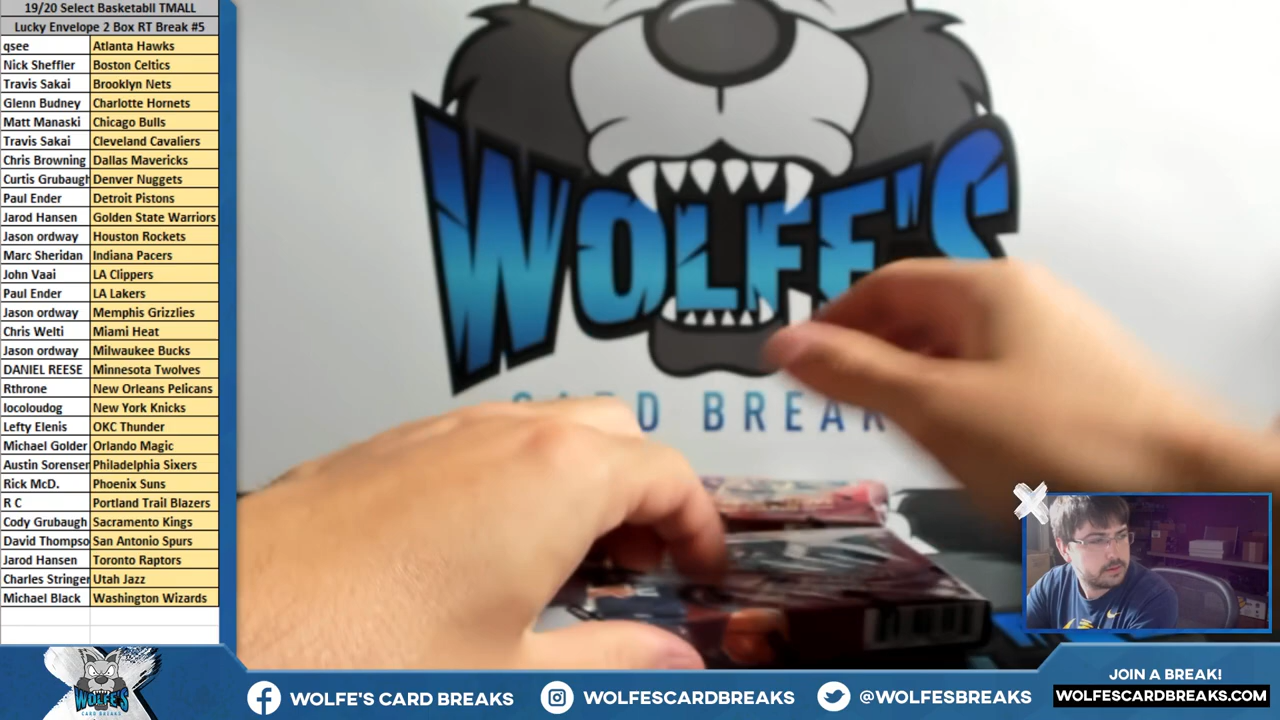 19/20 Select Basketabll TMALL
Lucky Envelope 2 Box RT Break #5
qsee Atlanta Hawks
Nick Sheffler Boston Celtics
Travis Sakai Brooklyn Nets
Glenn Budney Charlotte Hornets
Matt Manaski Chicago Bulls
Travis Sakai Cleveland Cavaliers
Chris Browning Dallas Mavericks
Curtis Grubaugh Denver Nuggets
Paul Ender Detroit Pistons
Jarod Hansen Golden State Warriors
Jason ordway Houston Rockets
Marc Sheridan Indiana Pacers
John Vaai LA Clippers
Paul Ender LA Lakers
Jason ordway Memphis Grizzlies
Chris Welti Miami Heat
Jason ordway Milwaukee Bucks
DANIEL REESE Minnesota Twolves
Rthrone New Orleans Pelicans
locoloudog New York Knicks
Lefty Elenis OKC Thunder
Michael Golder Orlando Magic
Austin Sorensen Philadelphia Sixers
Rick McD. Phoenix Suns
R C Portland Trail Blazers
Cody Grubaugh Sacramento Kings
David Thompso San Antonio Spurs
Jarod Hansen Toronto Raptors
Charles Stringer Utah Jazz
Michael Black Washington Wizards
WOLFE'S
CARD BREAK
WOLFE'S
CARD BREAKS
WOLFE'S CARD BREAKS
WOLFESCARDBREAKS
@WOLFESBREAKS
JOIN A BREAK!
WOLFESCARDBREAKS.COM